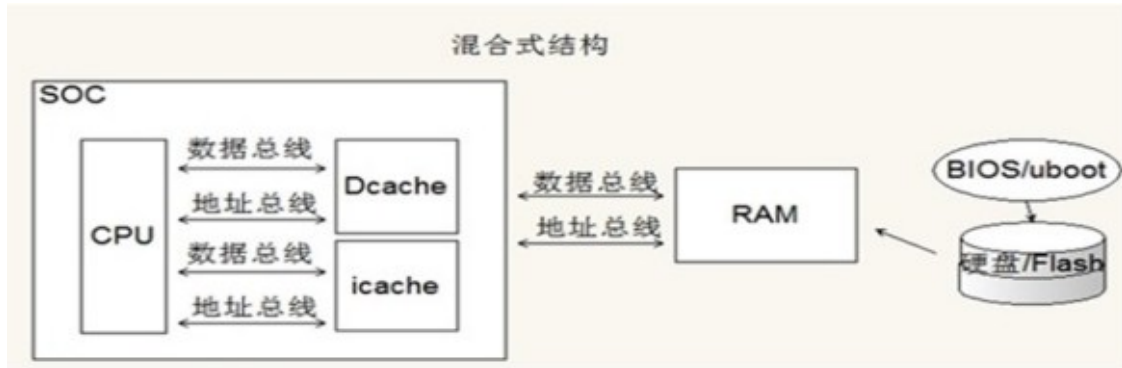 混合式结构
SOC
CPU
数据总线
地址总线
数据总线
地址总线
Dcache
icache
数据总线
地址总线
RAM
BIOS/uboot
硬盘/Flash